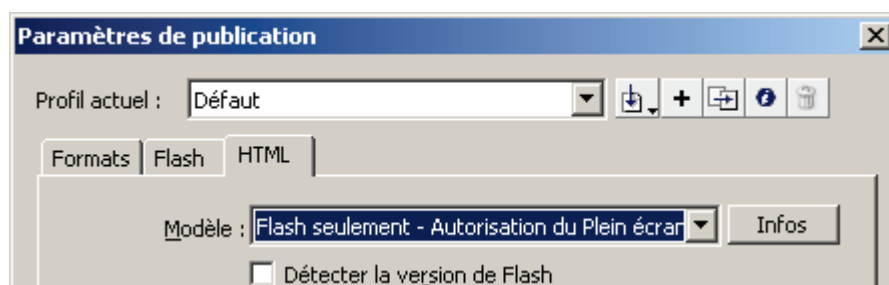 Paramètres de publication
Profil actuel : Défaut
Formats Flash HTML
Modèle : Flash seulement - Autorisation du Plein écran Infos
Détecter la version de Flash